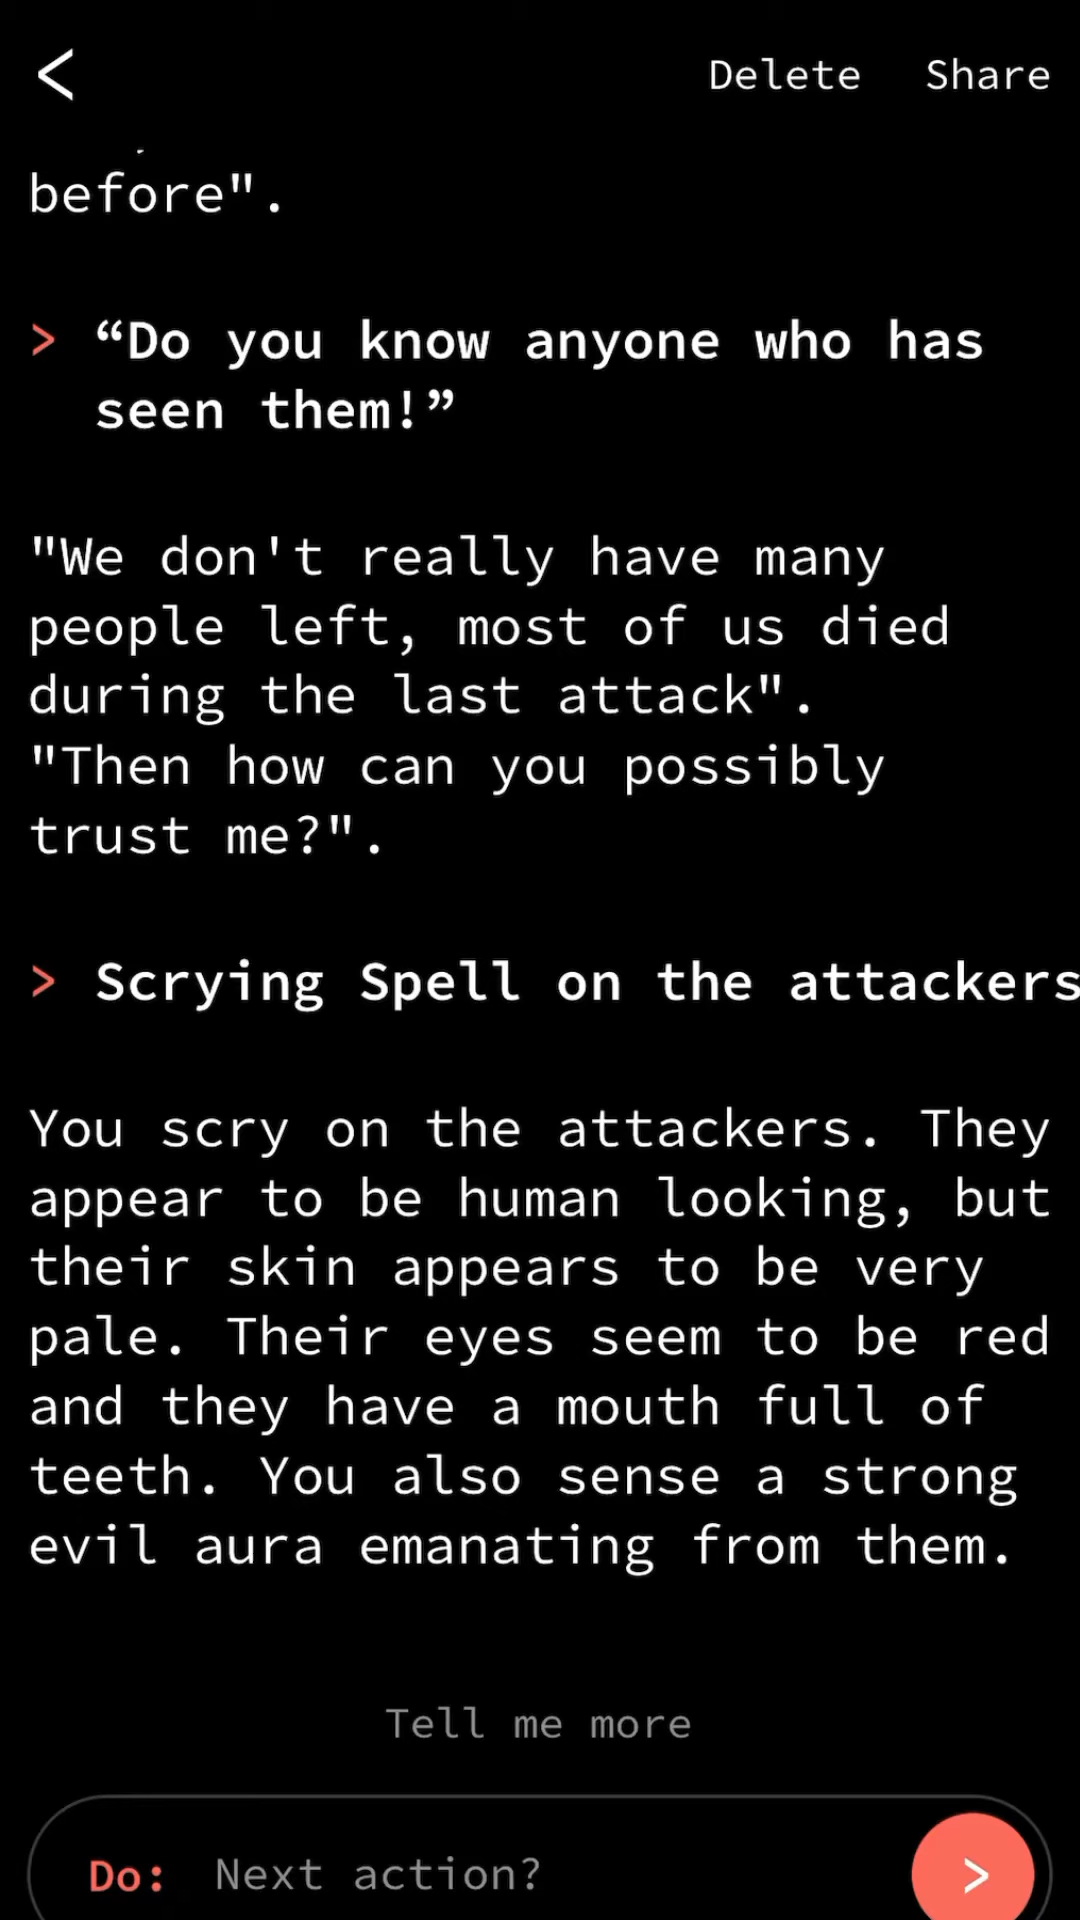 <
Delete Share
before".
> “Do you know anyone who has
seen them!”
"We don't really have many
people left, most of us died
during the last attack".
"Then how can you possibly
trust me?".
> Scrying Spell on the attackers
You scry on the attackers. They
appear to be human looking, but
their skin appears to be very
pale. Their eyes seem to be red
and they have a mouth full of
teeth. You also sense a strong
evil aura emanating from them.
Tell me more
Do: Next action? >